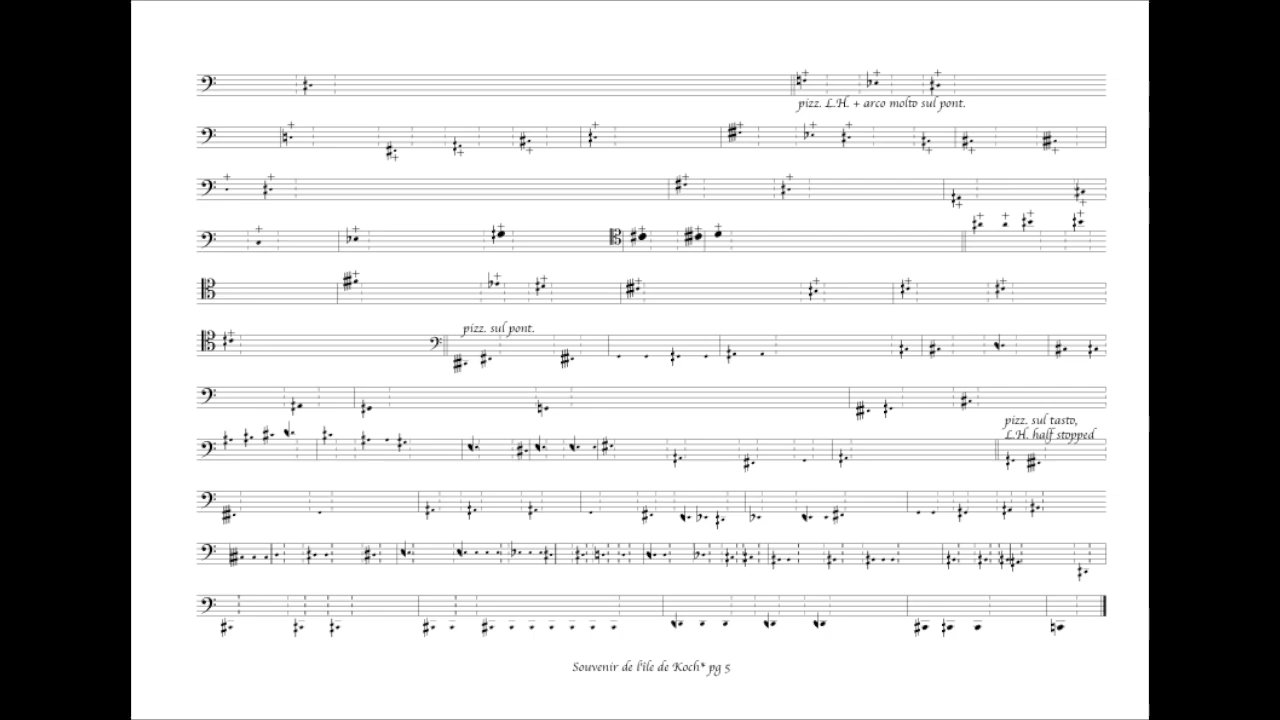 pizz. L.H. + arco molto sul pont.
pizz. sul pont.
pizz. sul tasto,
L.H. half stopped
Souvenir de l'île de Koch* pg 5